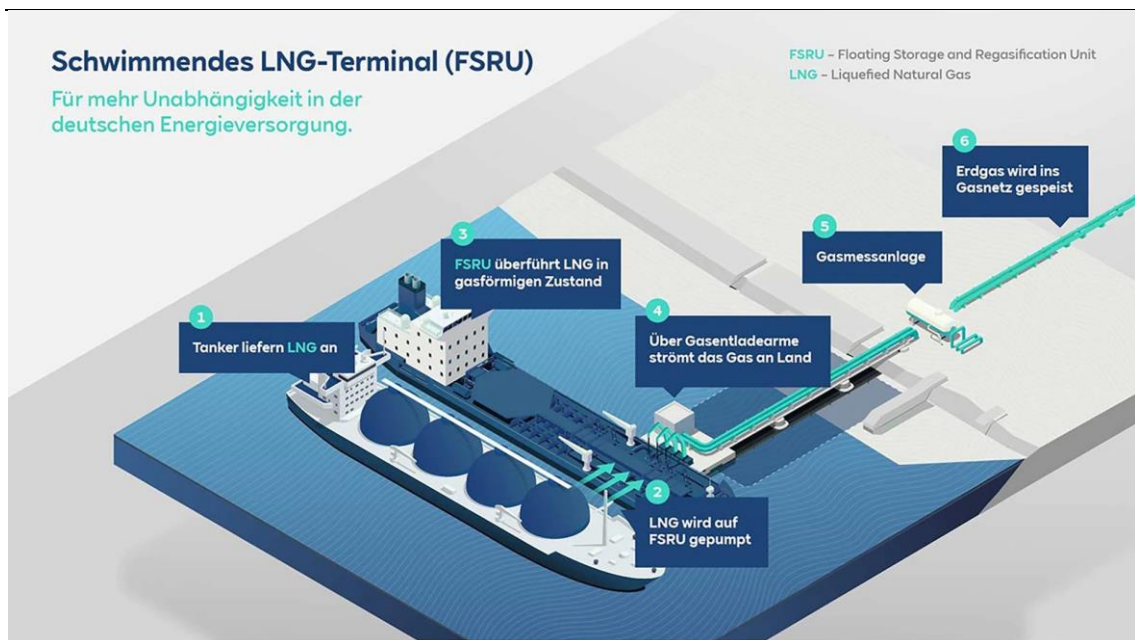 Schwimmendes LNG-Terminal (FSRU)
Für mehr Unabhängigkeit in der
deutschen Energieversorgung.
FSRU – Floating Storage and Regasification Unit
LNG – Liquefied Natural Gas
1
Tanker liefern LNG an
2
LNG wird auf
FSRU gepumpt
3
FSRU überführt LNG in
gasförmigen Zustand
4
Über Gasentladearme
strömt das Gas an Land
5
Gasmessanlage
6
Erdgas wird ins
Gasnetz gespeist